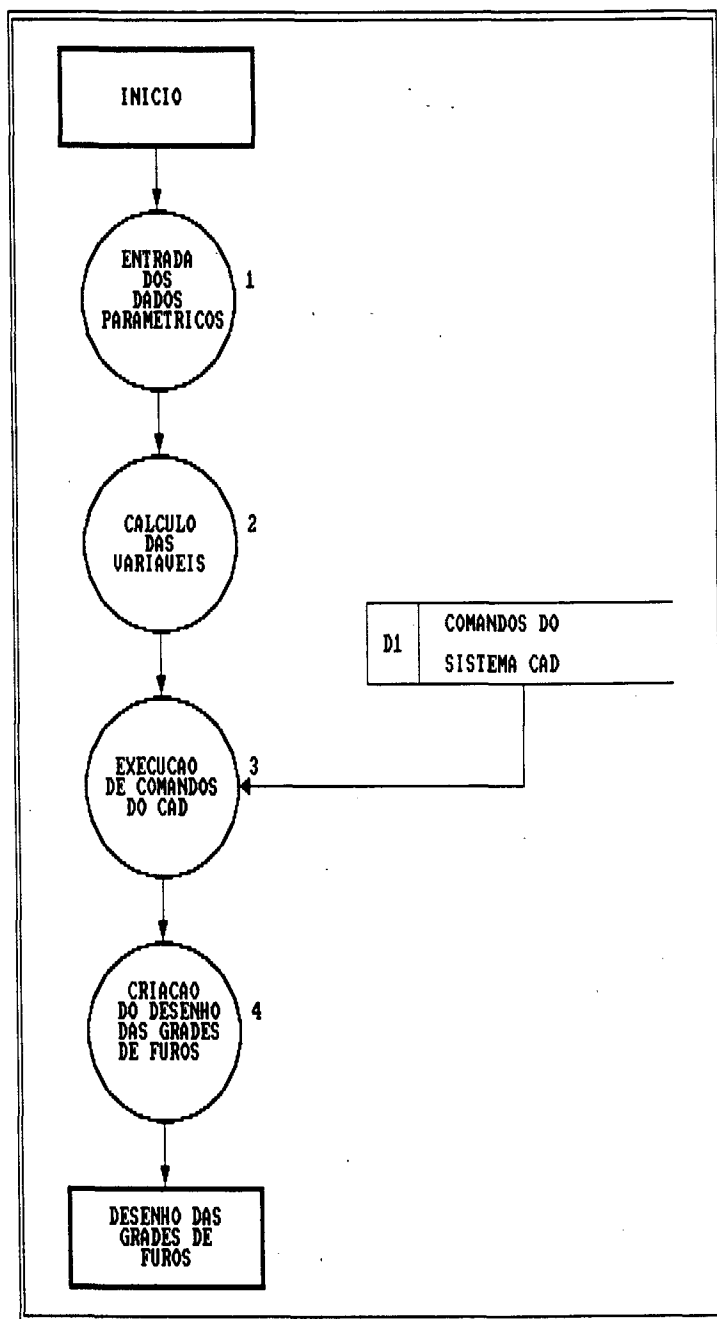 INICIO
ENTRADA
DOS
DADOS
PARAMETRICOS
1
CALCULO
DAS
VARIAVEIS
2
D1
COMANDOS DO
SISTEMA CAD
EXECUCAO
DE COMANDOS
DO CAD
3
CRIACAO
DO DESENHO
DAS GRADES
DE FUROS
4
DESENHO DAS
GRADES DE
FUROS